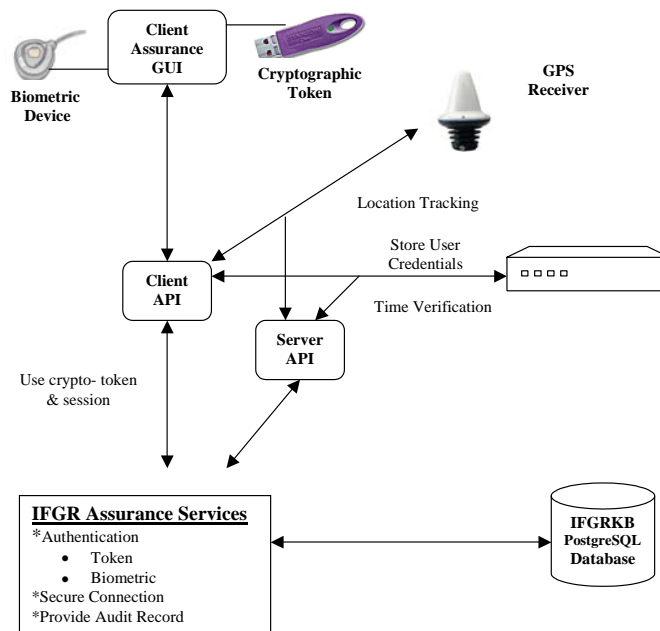 Client
Assurance
GUI
Biometric
Device
Cryptographic
Token
GPS
Receiver
Location Tracking
Store User
Credentials
Time Verification
Client
API
Server
API
Use crypto- token
& session
IFGR Assurance Services
*Authentication
• Token
• Biometric
*Secure Connection
*Provide Audit Record
IFGRKB
PostgreSQL
Database